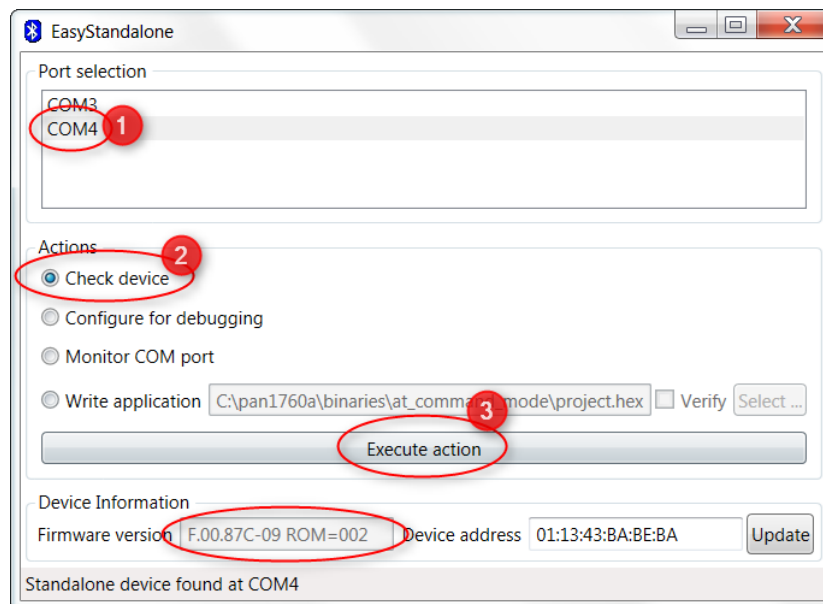 EasyStandalone
Port selection
COM3
COM4 1
Actions
2
Check device
Configure for debugging
Monitor COM port
Write application C:\pan1760a\binaries\at_command_mode\project.hex Verify Select ...
3
Execute action
Device Information
Firmware version F.00.87C-09 ROM=002 Device address 01:13:43:BA:BE:BA Update
Standalone device found at COM4